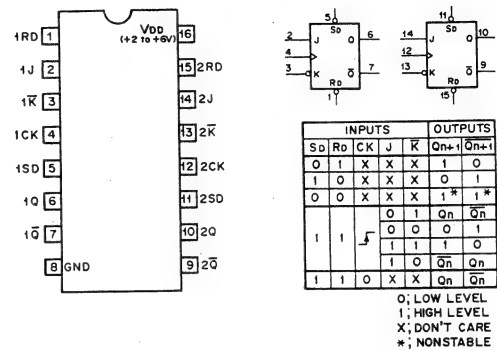 VDD
(+2 to +6V)
1RD 1
1J 2
1K̅ 3
1CK 4
1SD 5
1Q 6
1Q̅ 7
8 GND
16
15 2RD
14 2J
13 2K̅
12 2CK
11 2SD
10 2Q
9 2Q̅
5
SD
2 J Q 6
4
3 K Q̅ 7
RD
1
11
SD
14 J Q 10
12
13 K Q̅ 9
RD
15
INPUTS OUTPUTS
SD RD CK J K̅ Qn+1 Q̅n+1
0 1 X X X 1 0
1 0 X X X 0 1
0 0 X X X 1* 1*
1 1 0 1 Qn Q̅n
0 0 0 1
1 1 1 0
1 0 Q̅n Qn
1 1 0 X X Qn Q̅n
0; LOW LEVEL
1; HIGH LEVEL
X; DON'T CARE
*; NONSTABLE